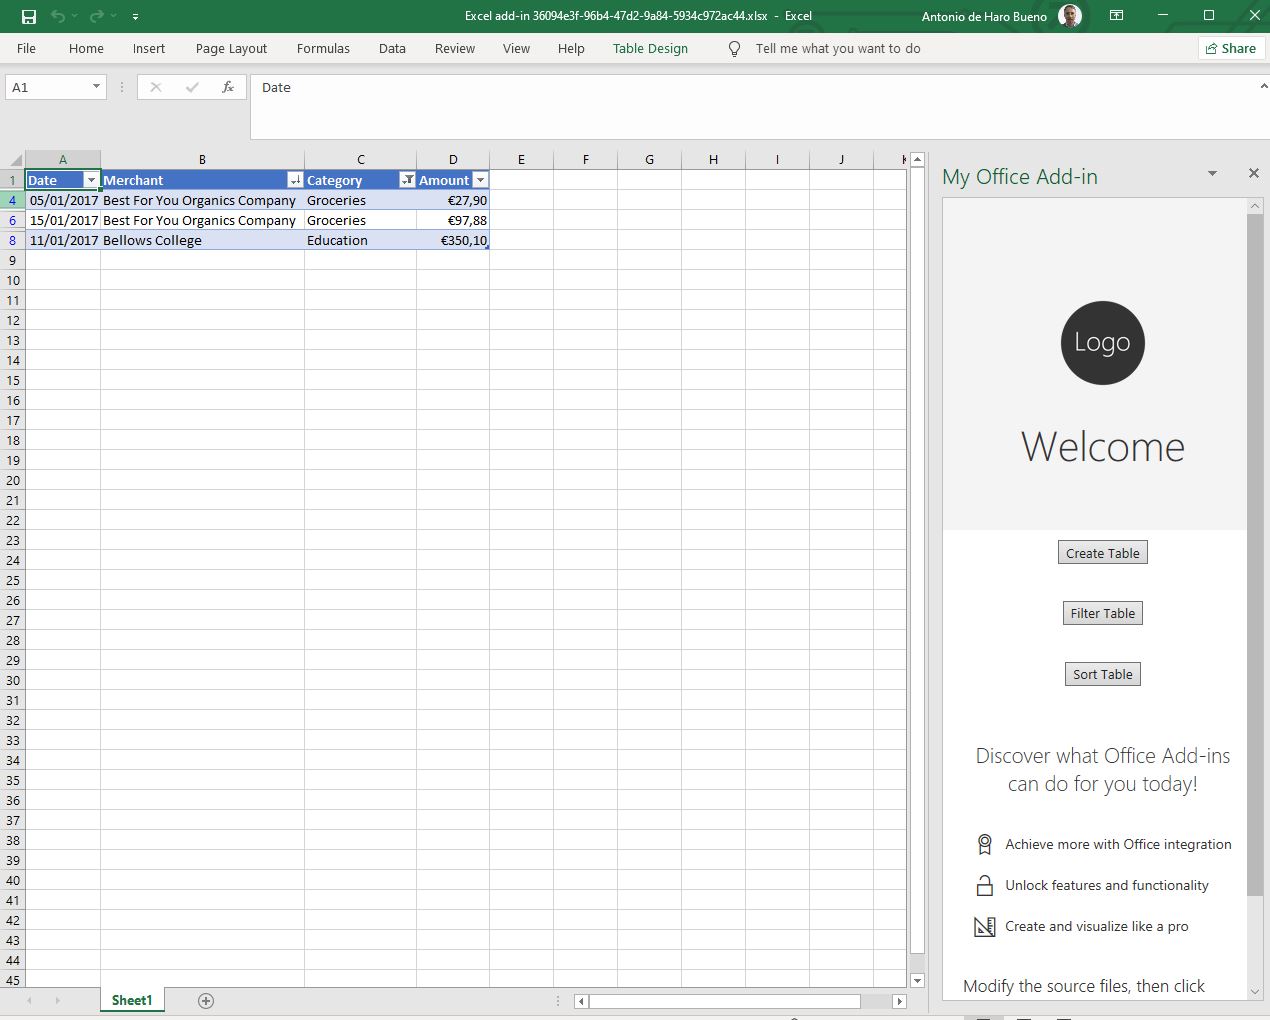 Excel add-in 36094e3f-96b4-47d2-9a84-5934c972ac44.xlsx - Excel
Antonio de Haro Bueno
File Home Insert Page Layout Formulas Data Review View Help Table Design Tell me what you want to do Share
A1 fx Date
A B C D E F G H I J K
1 Date Merchant Category Amount
4 05/01/2017 Best For You Organics Company Groceries €27,90
6 15/01/2017 Best For You Organics Company Groceries €97,88
8 11/01/2017 Bellows College Education €350,10
9
10
11
12
13
14
15
16
17
18
19
20
21
22
23
24
25
26
27
28
29
30
31
32
33
34
35
36
37
38
39
40
41
42
43
44
45
Sheet1
My Office Add-in
Logo
Welcome
Create Table
Filter Table
Sort Table
Discover what Office Add-ins
can do for you today!
Achieve more with Office integration
Unlock features and functionality
Create and visualize like a pro
Modify the source files, then click